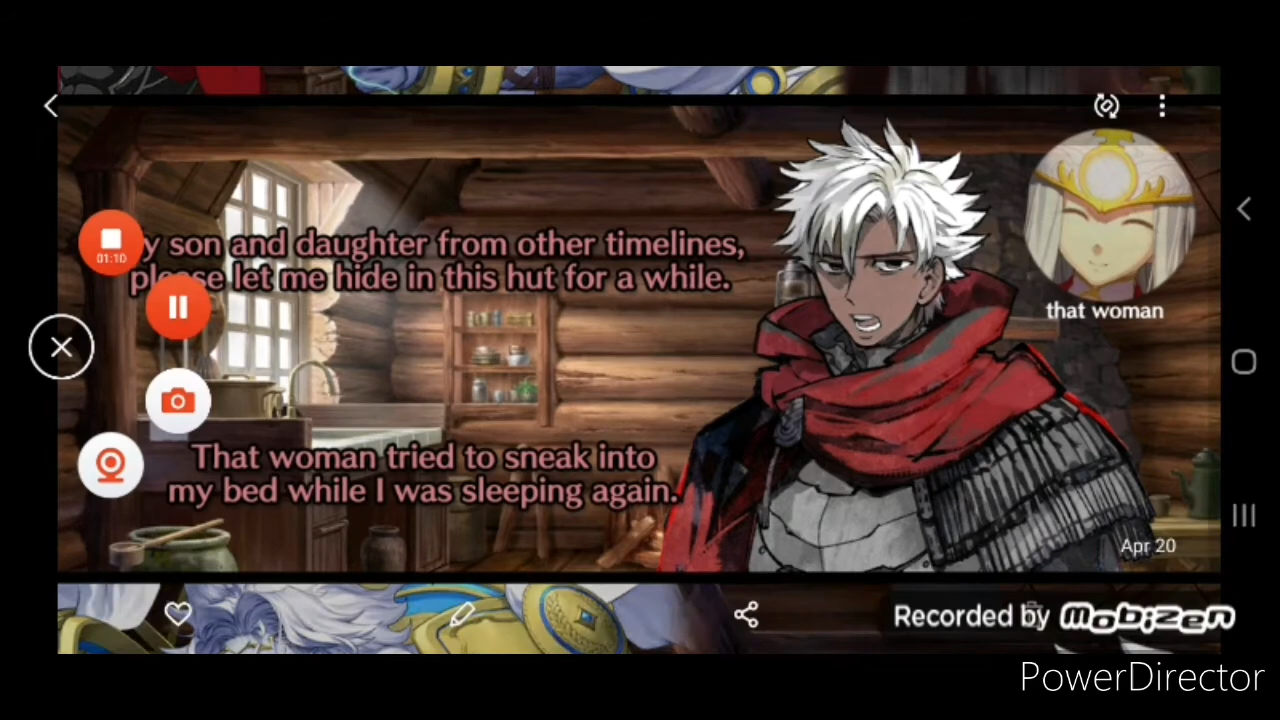 y son and daughter from other timelines,
please let me hide in this hut for a while.
01:10
that woman
That woman tried to sneak into
my bed while I was sleeping again.
Apr 20
Recorded by Mobizen
PowerDirector